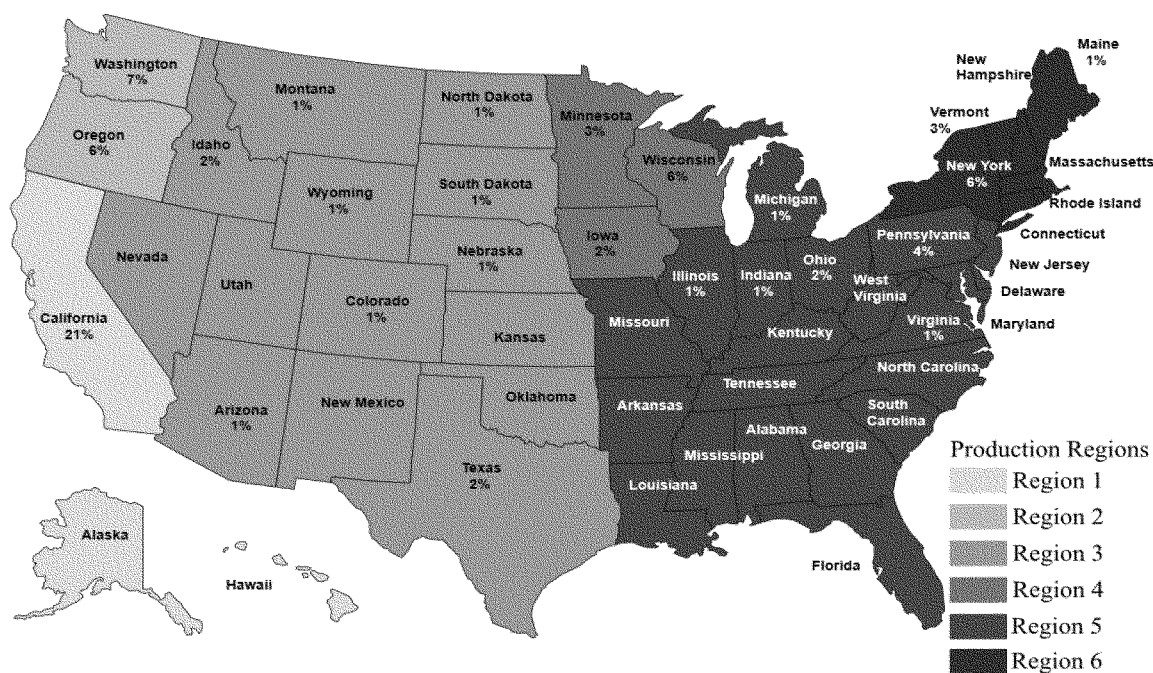 Washington
7%
Oregon
6%
California
21%
Nevada
Idaho
2%
Montana
1%
Wyoming
1%
Utah
Colorado
1%
Arizona
1%
New Mexico
North Dakota
1%
South Dakota
1%
Nebraska
1%
Kansas
Oklahoma
Texas
2%
Minnesota
3%
Iowa
2%
Wisconsin
6%
Missouri
Arkansas
Louisiana
Illinois
1%
Michigan
1%
Indiana
1%
Ohio
2%
Kentucky
Tennessee
Mississippi
Alabama
Georgia
Florida
South
Carolina
North Carolina
Virginia
1%
West
Virginia
Pennsylvania
4%
New York
6%
Vermont
3%
New
Hampshire
Maine
1%
Massachusetts
Rhode Island
Connecticut
New Jersey
Delaware
Maryland
Alaska
Hawaii
Production Regions
Region 1
Region 2
Region 3
Region 4
Region 5
Region 6